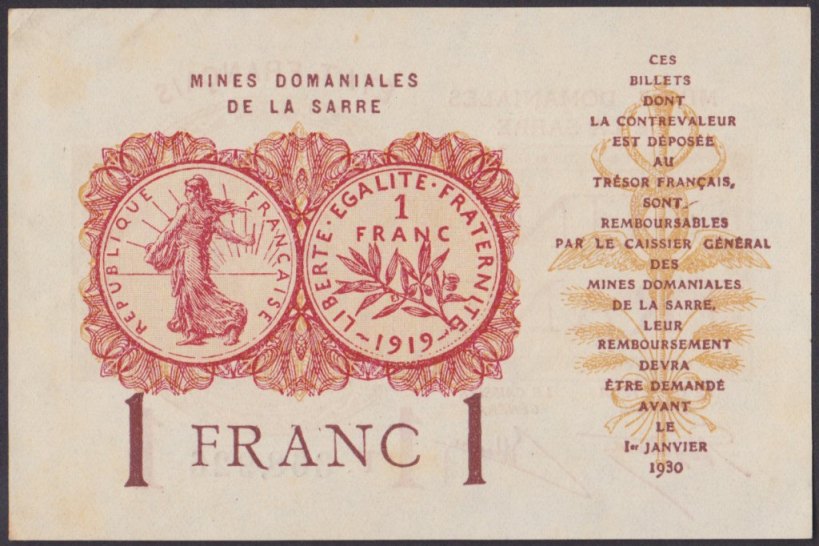 MINES DOMANIALES
DE LA SARRE
RÉPUBLIQUE FRANÇAISE
LIBERTE·EGALITE·FRATERNITE
1
FRANC
1919
1 FRANC 1
CES
BILLETS
DONT
LA CONTREVALEUR
EST DÉPOSÉE
AU
TRÉSOR FRANÇAIS,
SONT
REMBOURSABLES
PAR LE CAISSIER GÉNÉRAL
DES
MINES DOMANIALES
DE LA SARRE.
LEUR
REMBOURSEMENT
DEVRA
ÊTRE DEMANDÉ
AVANT
LE
1er JANVIER
1930